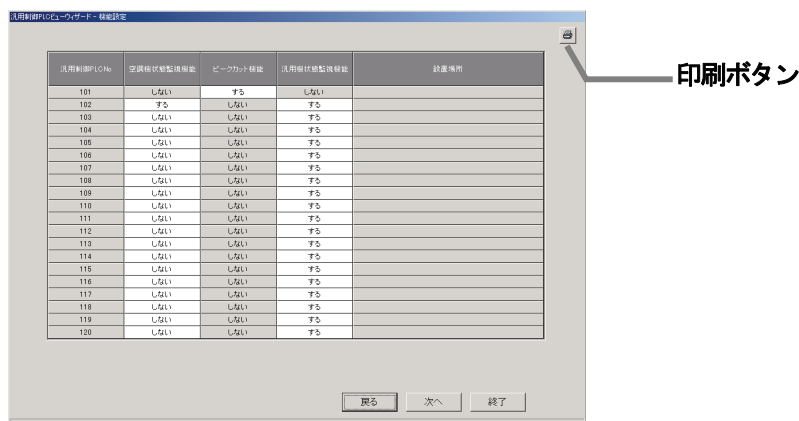 汎用制御PLCビューウィザード - 機能設定
印刷ボタン
汎用制御PLCNo 空調機状態監視機能 ピークカット機能 汎用機状態監視機能 設置場所
101 しない する しない
102 する しない する
103 しない しない する
104 しない しない する
105 しない しない する
106 しない しない する
107 しない しない する
108 しない しない する
109 しない しない する
110 しない しない する
111 しない しない する
112 しない しない する
113 しない しない する
114 しない しない する
115 しない しない する
116 しない しない する
117 しない しない する
118 しない しない する
119 しない しない する
120 しない しない する
戻る 次へ 終了